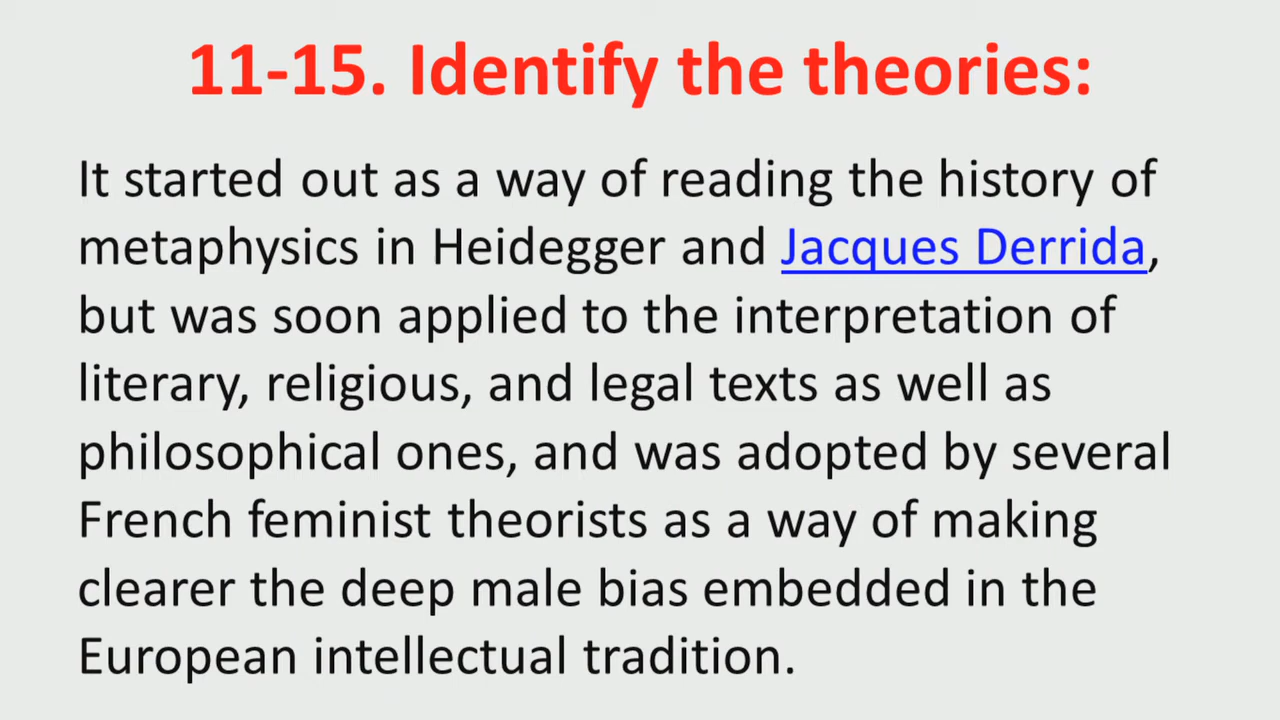 11-15. Identify the theories:
It started out as a way of reading the history of
metaphysics in Heidegger and Jacques Derrida,
but was soon applied to the interpretation of
literary, religious, and legal texts as well as
philosophical ones, and was adopted by several
French feminist theorists as a way of making
clearer the deep male bias embedded in the
European intellectual tradition.